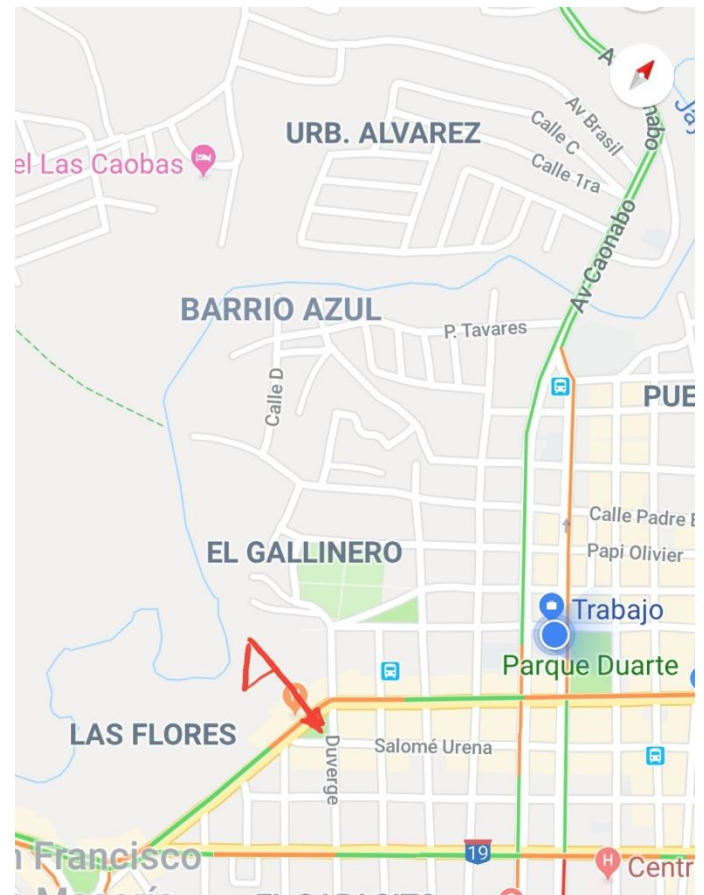 URB. ALVAREZ
Av Brasil
Calle C
Calle 1ra
el Las Caobas
Av Caonabo
BARRIO AZUL
P. Tavares
Calle D
PUE
Calle Padre
Papi Olivier
EL GALLINERO
Trabajo
Parque Duarte
LAS FLORES
Duverge
Salomé Urena
19
Francisco
Centr